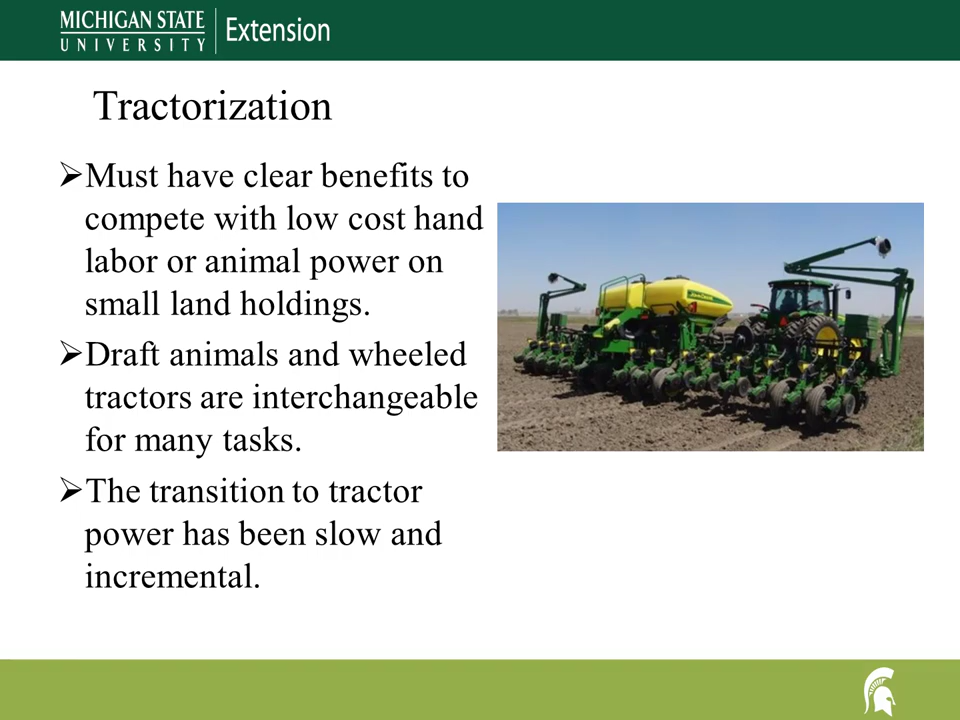 MICHIGAN STATE
UNIVERSITY
Extension
Tractorization
➢Must have clear benefits to
compete with low cost hand
labor or animal power on
small land holdings.
➢Draft animals and wheeled
tractors are interchangeable
for many tasks.
➢The transition to tractor
power has been slow and
incremental.
JOHN DEERE